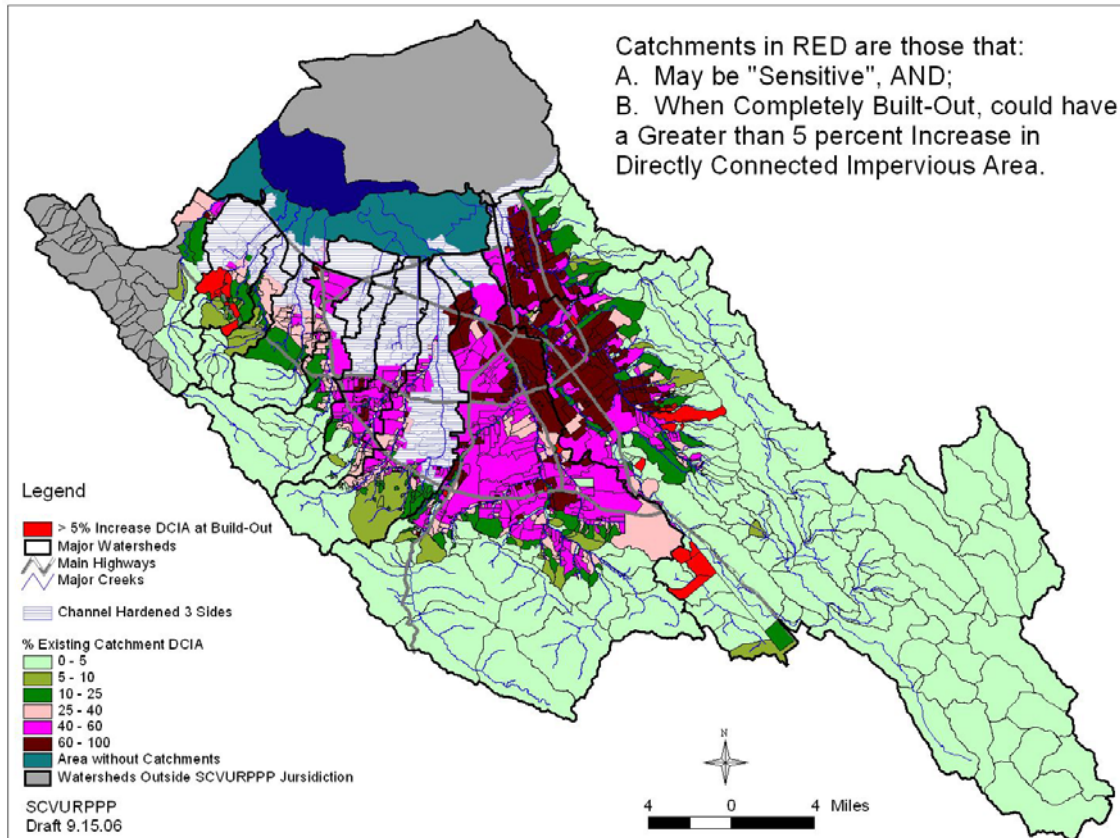 Catchments in RED are those that:
A. May be "Sensitive", AND;
B. When Completely Built-Out, could have
a Greater than 5 percent Increase in
Directly Connected Impervious Area.
Legend
> 5% Increase DCIA at Build-Out
Major Watersheds
Main Highways
Major Creeks
Channel Hardened 3 Sides
% Existing Catchment DCIA
0 - 5
5 - 10
10 - 25
25 - 40
40 - 60
60 - 100
Area without Catchments
Watersheds Outside SCVURPPP Jursidiction
SCVURPPP
Draft 9.15.06
N
4 0 4 Miles